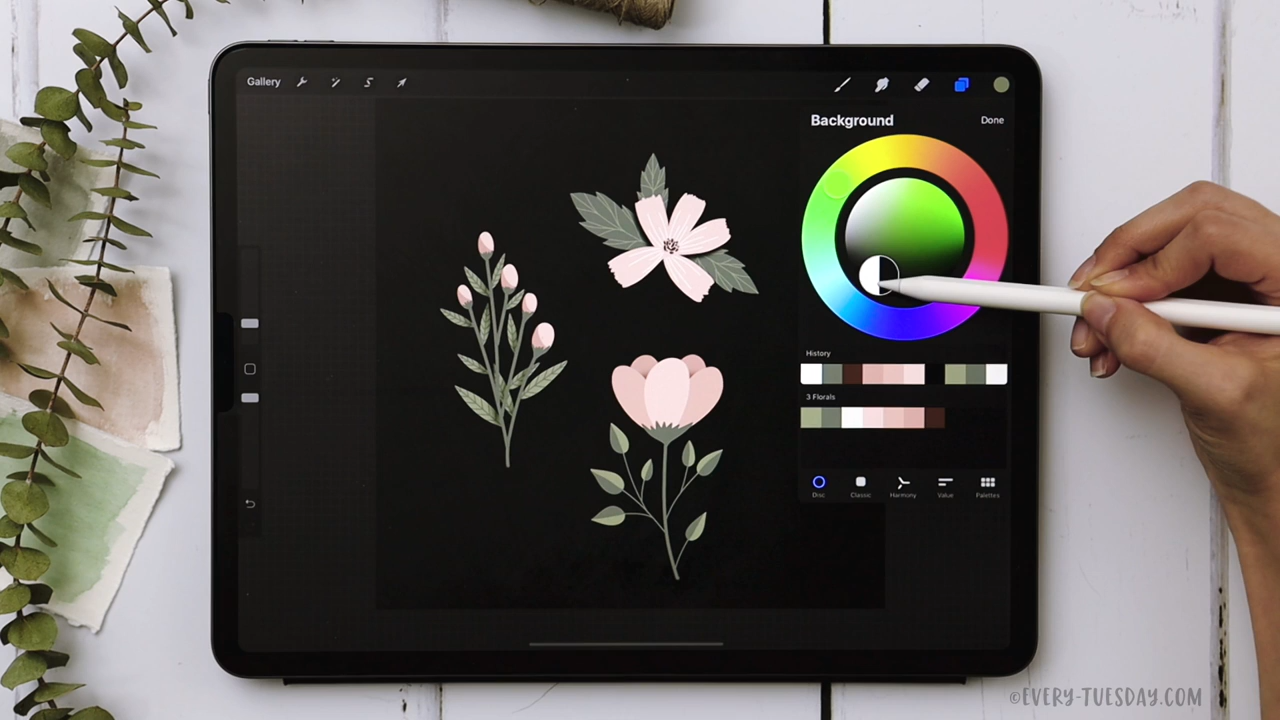 Gallery
Background
Done
History
3 Florals
Disc
Classic
Harmony
Value
Palettes
©EVERY-TUESDAY.COM